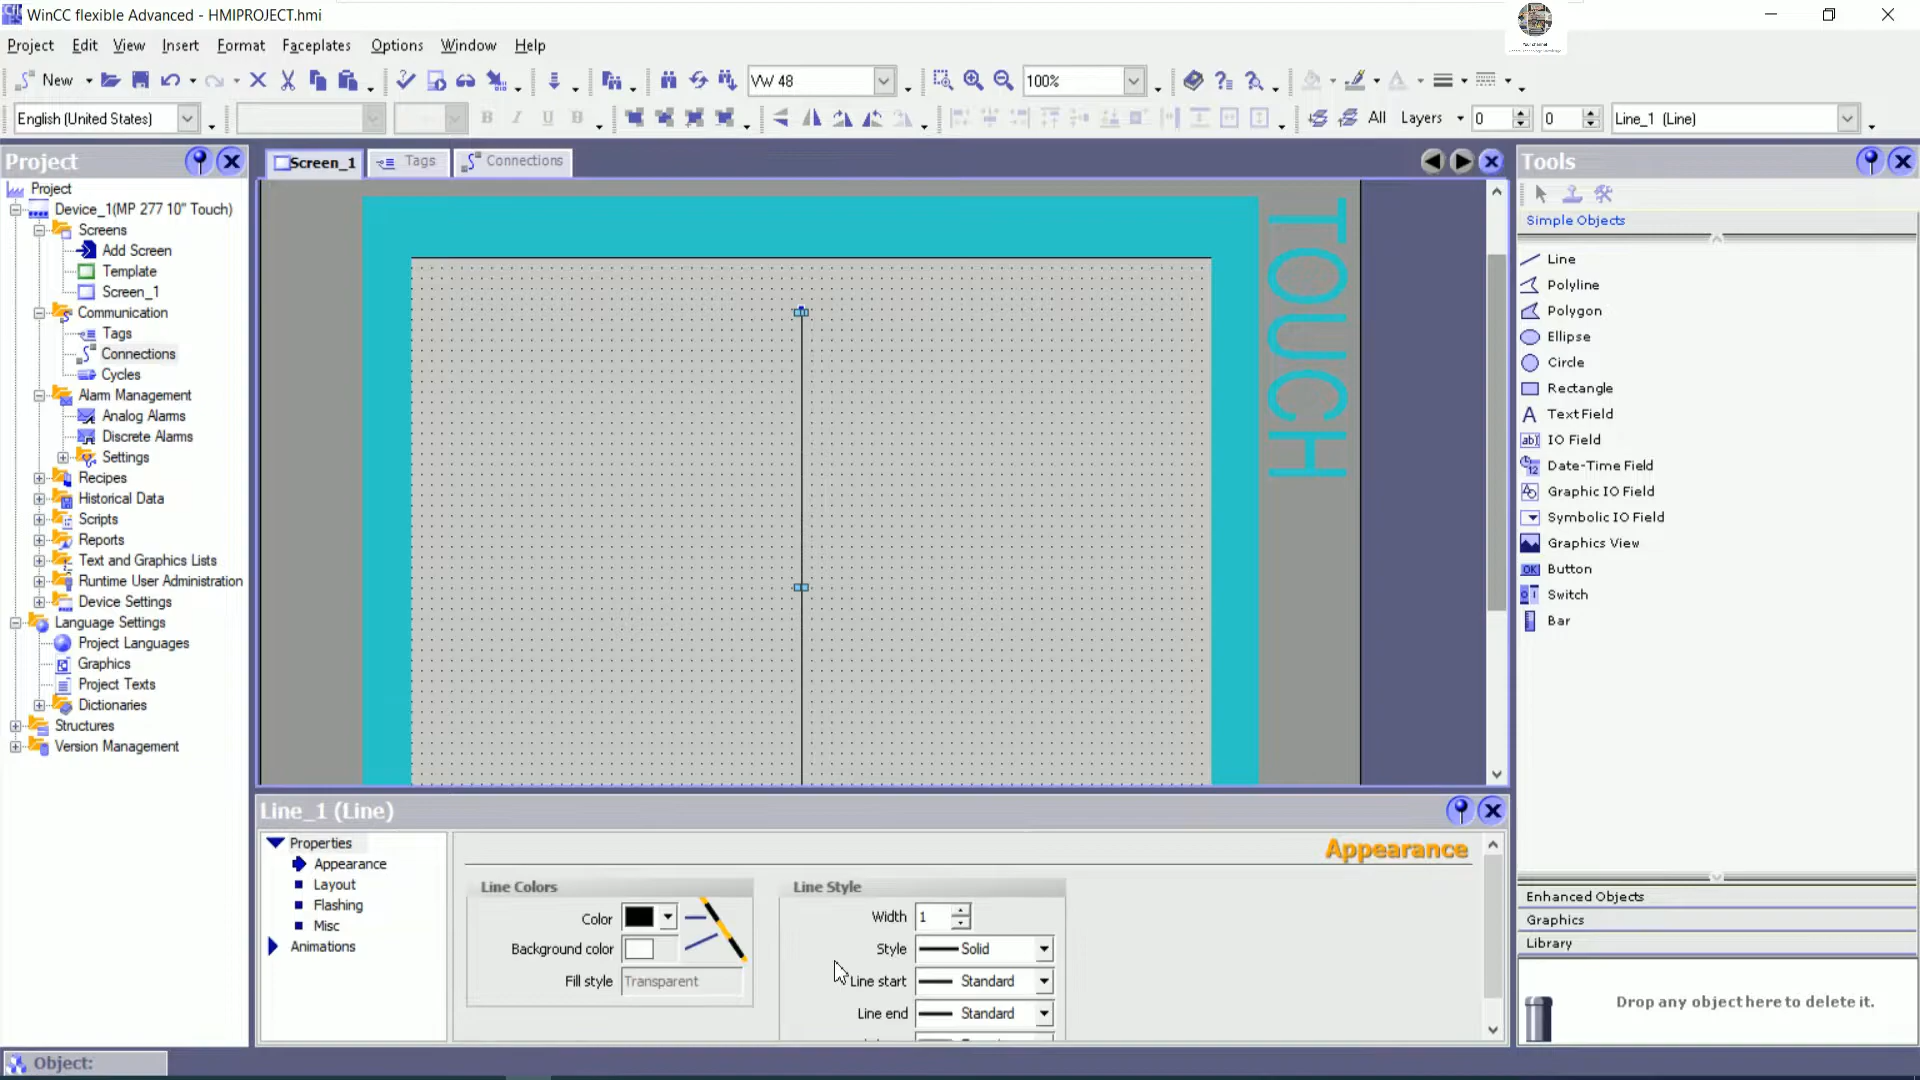 WinCC flexible Advanced - HMIPROJECT.hmi
Project Edit View Insert Format Faceplates Options Window Help
New VW 48 100%
English (United States) B I U B All Layers 0 0 Line_1 (Line)
Project
Project
Device_1(MP 277 10" Touch)
Screens
Add Screen
Template
Screen_1
Communication
Tags
Connections
Cycles
Alarm Management
Analog Alarms
Discrete Alarms
Settings
Recipes
Historical Data
Scripts
Reports
Text and Graphics Lists
Runtime User Administration
Device Settings
Language Settings
Project Languages
Graphics
Project Texts
Dictionaries
Structures
Version Management
Screen_1 Tags Connections
TOUCH
Line_1 (Line)
Properties
Appearance
Layout
Flashing
Misc
Animations
Appearance
Line Colors
Color
Background color
Fill style Transparent
Line Style
Width 1
Style Solid
Line start Standard
Line end Standard
Tools
Simple Objects
Line
Polyline
Polygon
Ellipse
Circle
Rectangle
Text Field
IO Field
Date-Time Field
Graphic IO Field
Symbolic IO Field
Graphics View
Button
Switch
Bar
Enhanced Objects
Graphics
Library
Drop any object here to delete it.
Object: